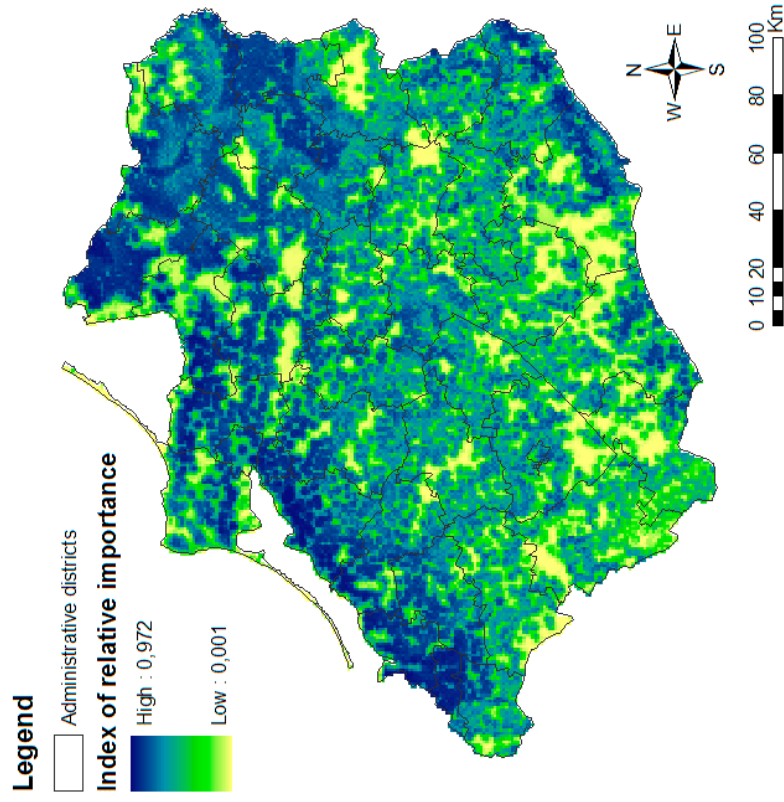 Legend
Administrative districts
Index of relative importance
High : 0,972
Low : 0,001
N
W
E
S
0 10 20 40 60 80 100
Km